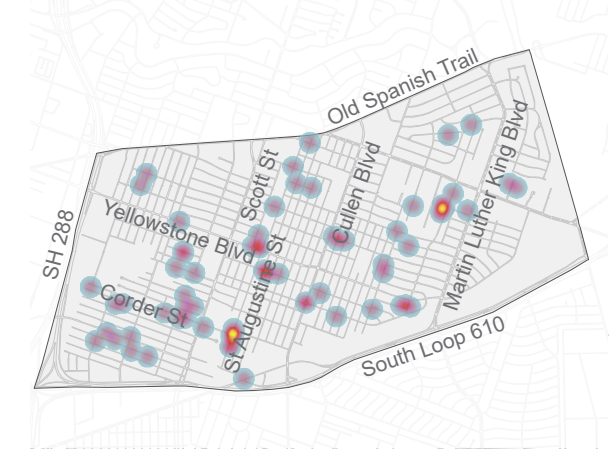 Old Spanish Trail
Scott St
Cullen Blvd
Martin Luther King Blvd
SH 288
Yellowstone Blvd
St Augustine St
Corder St
South Loop 610